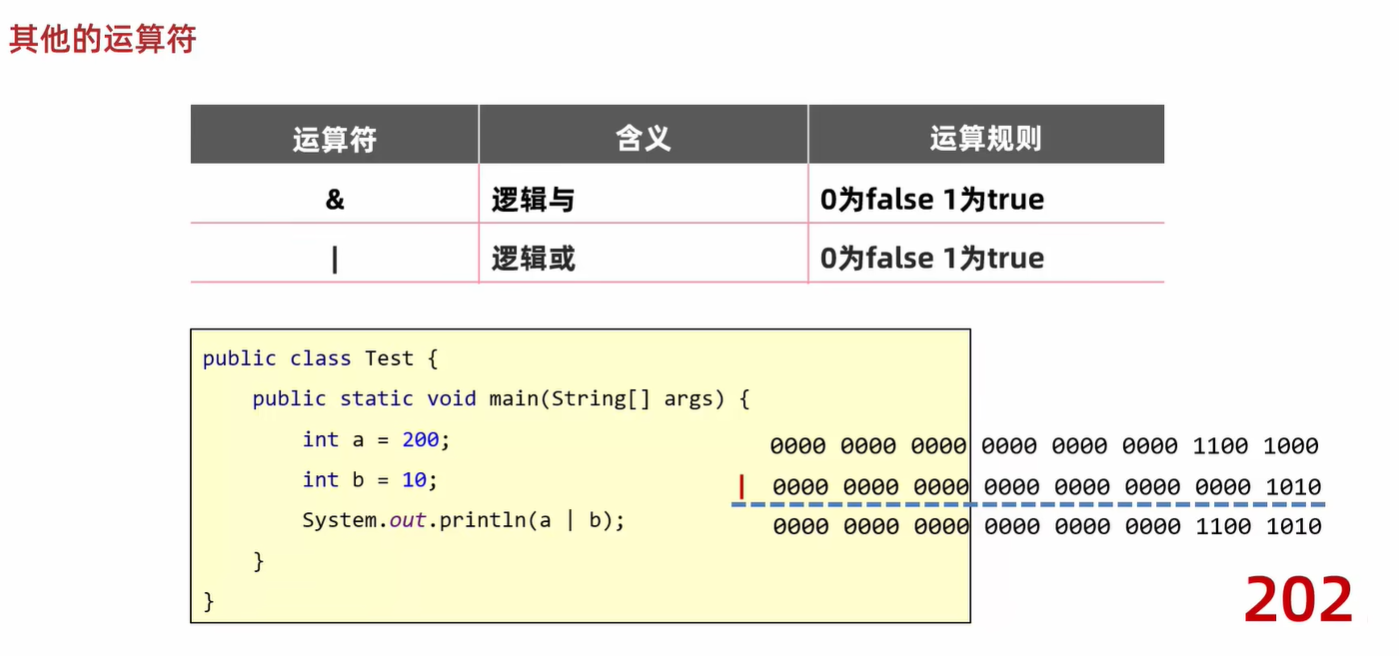 其他的运算符
运算符 含义 运算规则
& 逻辑与 0为false 1为true
| 逻辑或 0为false 1为true
public class Test {
public static void main(String[] args) {
int a = 200;
int b = 10;
System.out.println(a | b);
}
}
0000 0000 0000 0000 0000 0000 1100 1000
| 0000 0000 0000 0000 0000 0000 0000 1010
0000 0000 0000 0000 0000 0000 1100 1010
202